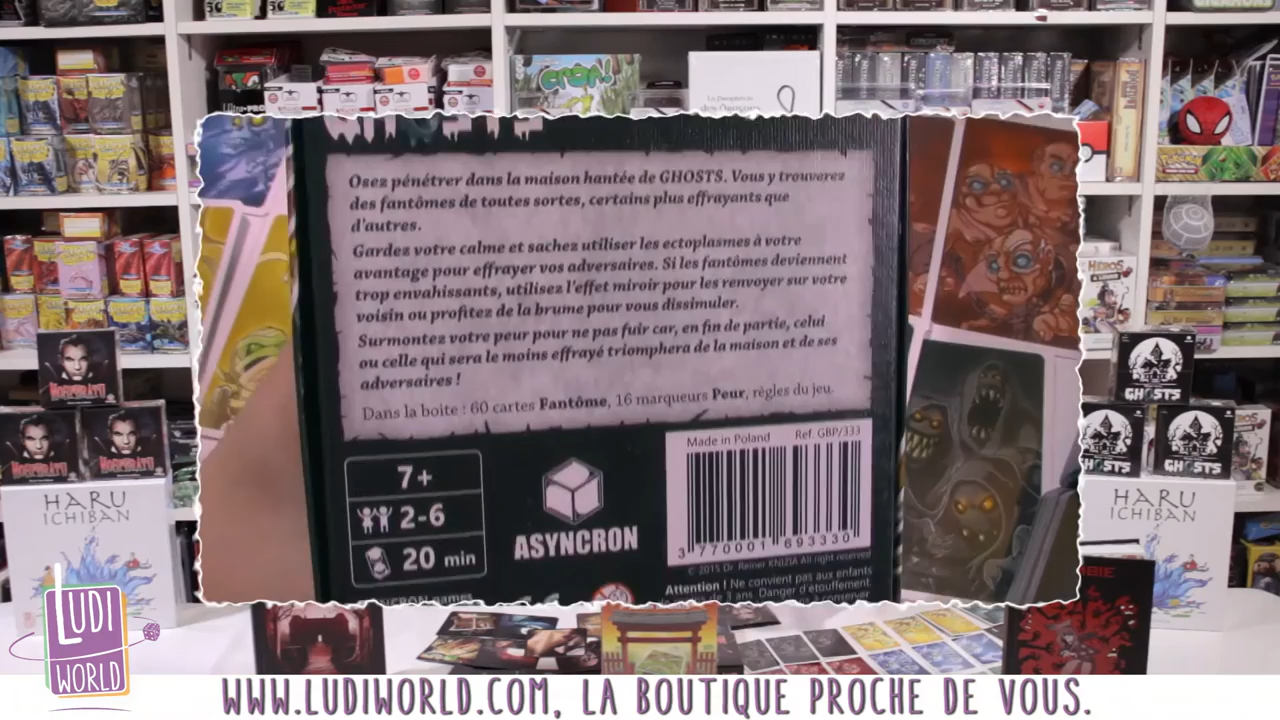 CROA!
Osez pénétrer dans la maison hantée de GHOSTS. Vous y trouverez
des fantômes de toutes sortes, certains plus effrayants que
d'autres.
Gardez votre calme et sachez utiliser les ectoplasmes à votre
avantage pour effrayer vos adversaires. Si les fantômes deviennent
trop envahissants, utilisez l'effet miroir pour les renvoyer sur votre
voisin ou profitez de la brume pour vous dissimuler.
Surmontez votre peur pour ne pas fuir car, en fin de partie, celui
ou celle qui sera le moins effrayé triomphera de la maison et de ses
adversaires !
Dans la boite : 60 cartes Fantôme, 16 marqueurs Peur, règles du jeu.
7+
2-6
20 min
ASYNCRON
Made in Poland Ref. GBP/333
3 770001 693330
© 2015 Dr. Reiner KNIZIA All right reserved
Attention ! Ne convient pas aux enfants
de 3 ans. Danger d'étouffement
NOSFERATU
NOSFERATU
NOSFERATU
HARU
ICHIBAN
GHOSTS
GHOSTS
GHOSTS
HARU
ICHIBAN
LUDI
WORLD
WWW.LUDIWORLD.COM, LA BOUTIQUE PROCHE DE VOUS.